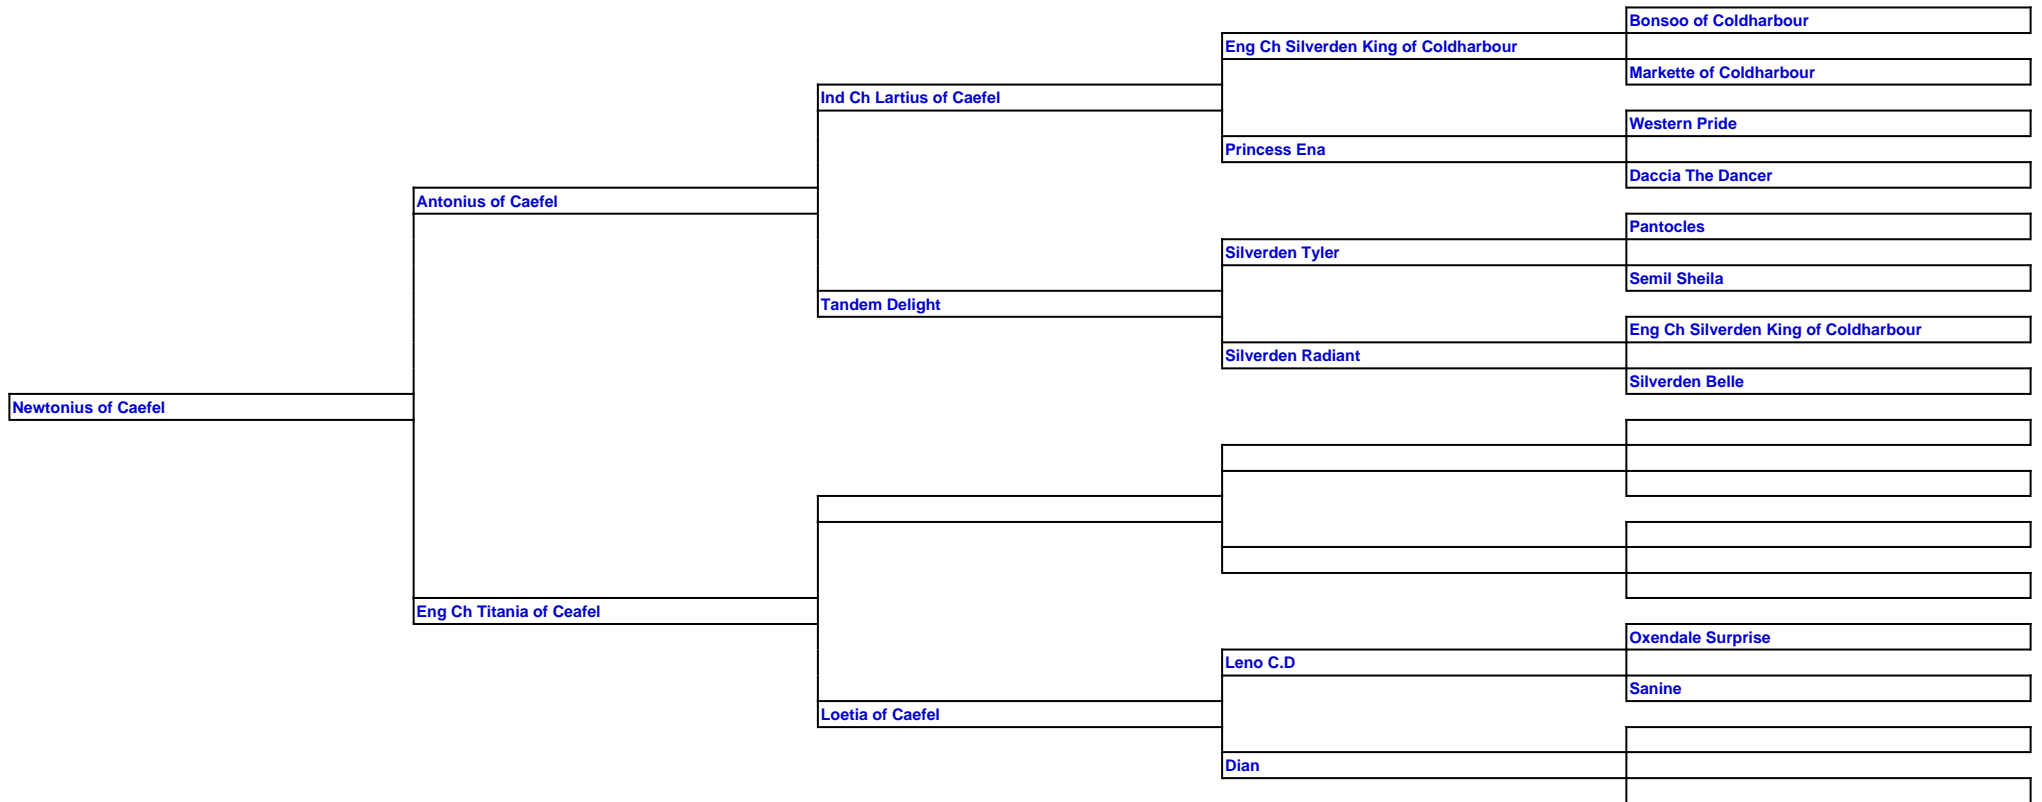 Bonsoo of Coldharbour
Eng Ch Silverden King of Coldharbour
Markette of Coldharbour
Ind Ch Lartius of Caefel
Western Pride
Princess Ena
Daccia The Dancer
Antonius of Caefel
Pantocles
Silverden Tyler
Semil Sheila
Tandem Delight
Eng Ch Silverden King of Coldharbour
Silverden Radiant
Silverden Belle
Newtonius of Caefel
Eng Ch Titania of Ceafel
Oxendale Surprise
Leno C.D
Sanine
Loetia of Caefel
Dian